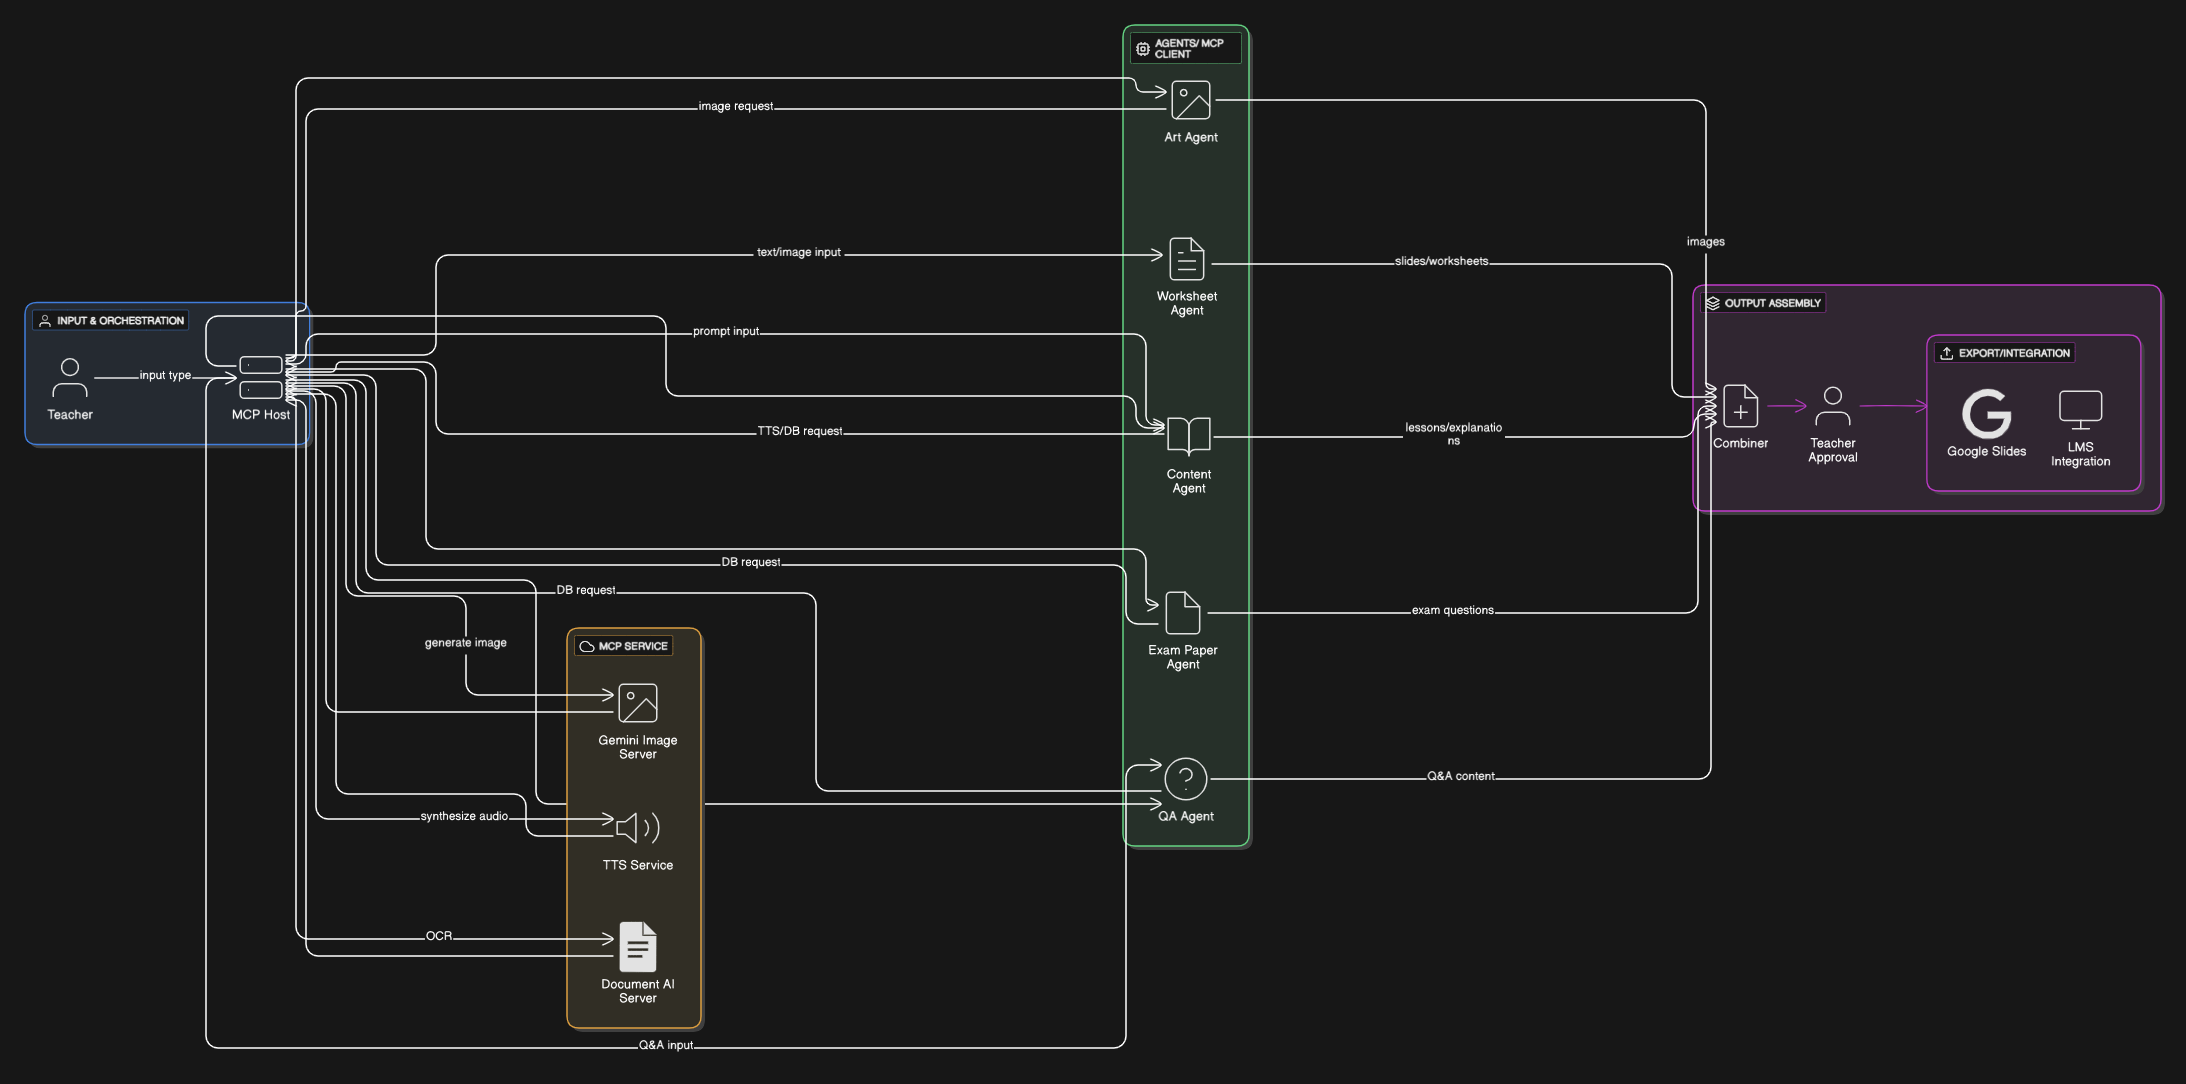 AGENTS/ MCP
CLIENT
image request
Art Agent
images
text/image input
slides/worksheets
Worksheet
Agent
INPUT & ORCHESTRATION
input type
Teacher
MCP Host
prompt input
TTS/DB request
lessons/explanatio
ns
Content
Agent
OUTPUT ASSEMBLY
Combiner
Teacher
Approval
EXPORT/INTEGRATION
Google Slides
LMS
Integration
DB request
DB request
exam questions
Exam Paper
Agent
generate image
MCP SERVICE
Gemini Image
Server
synthesize audio
TTS Service
Q&A content
QA Agent
OCR
Document AI
Server
Q&A input